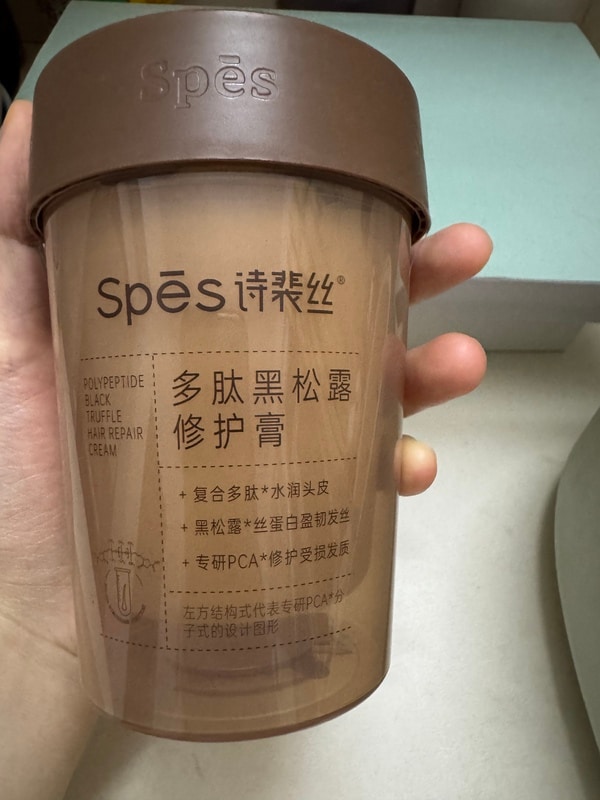 Spēs
Spēs 诗裴丝®
POLYPEPTIDE
BLACK
TRUFFLE
HAIR REPAIR
CREAM
多肽黑松露
修护膏
+ 复合多肽*水润头皮
+ 黑松露*丝蛋白盈韧发丝
+ 专研PCA*修护受损发质
左方结构式代表专研PCA*分
子式的设计图形